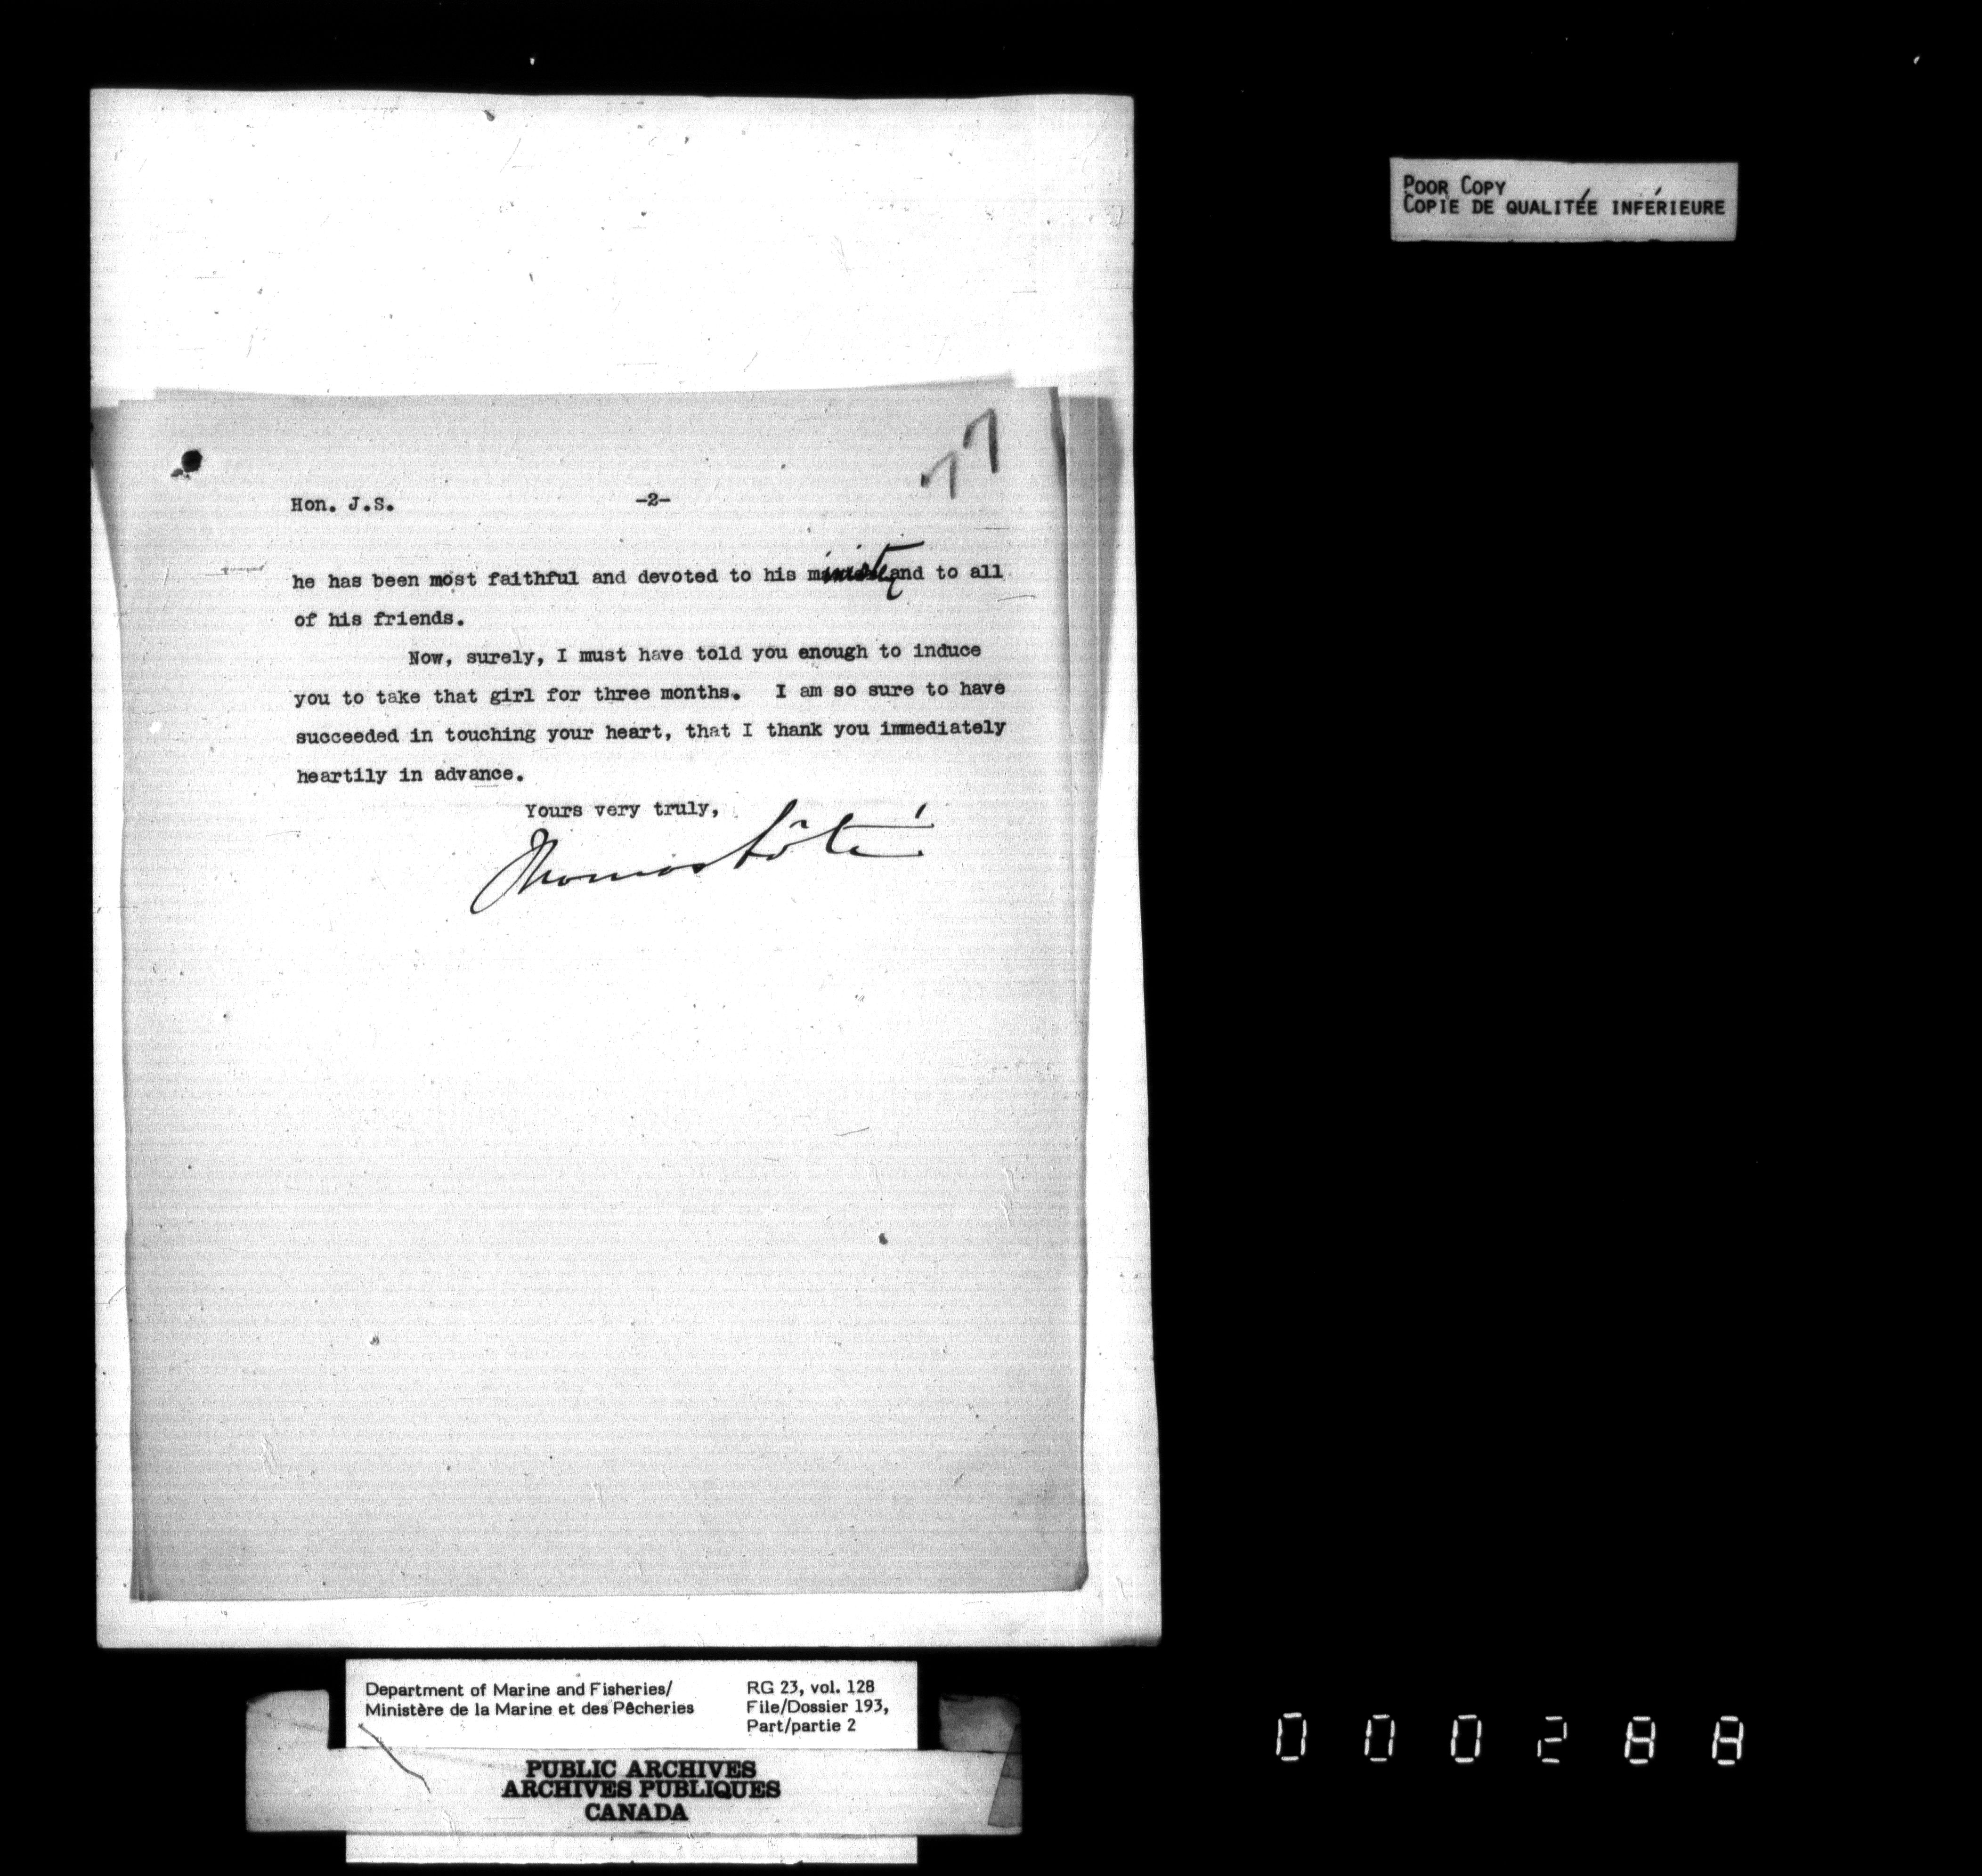 POOR COPY
COPIE DE QUALITÉE INFÉRIEURE
77
Hon. J.S. -2-
he has been most faithful and devoted to his minister and to all
of his friends.
Now, surely, I must have told you enough to induce
you to take that girl for three months. I am so sure to have
succeeded in touching your heart, that I thank you immediately
heartily in advance.
Yours very truly,
Thomas Côté
Department of Marine and Fisheries/
Ministère de la Marine et des Pêcheries
RG 23, vol. 128
File/Dossier 193,
Part/partie 2
PUBLIC ARCHIVES
ARCHIVES PUBLIQUES
CANADA
000288